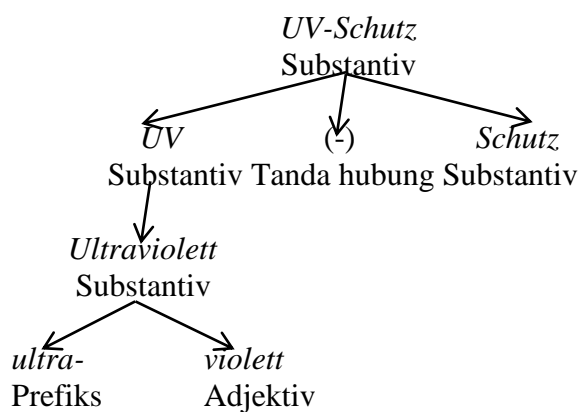 UV-Schutz
Substantiv
UV (-) Schutz
Substantiv Tanda hubung Substantiv
Ultraviolett
Substantiv
ultra- violett
Prefiks Adjektiv